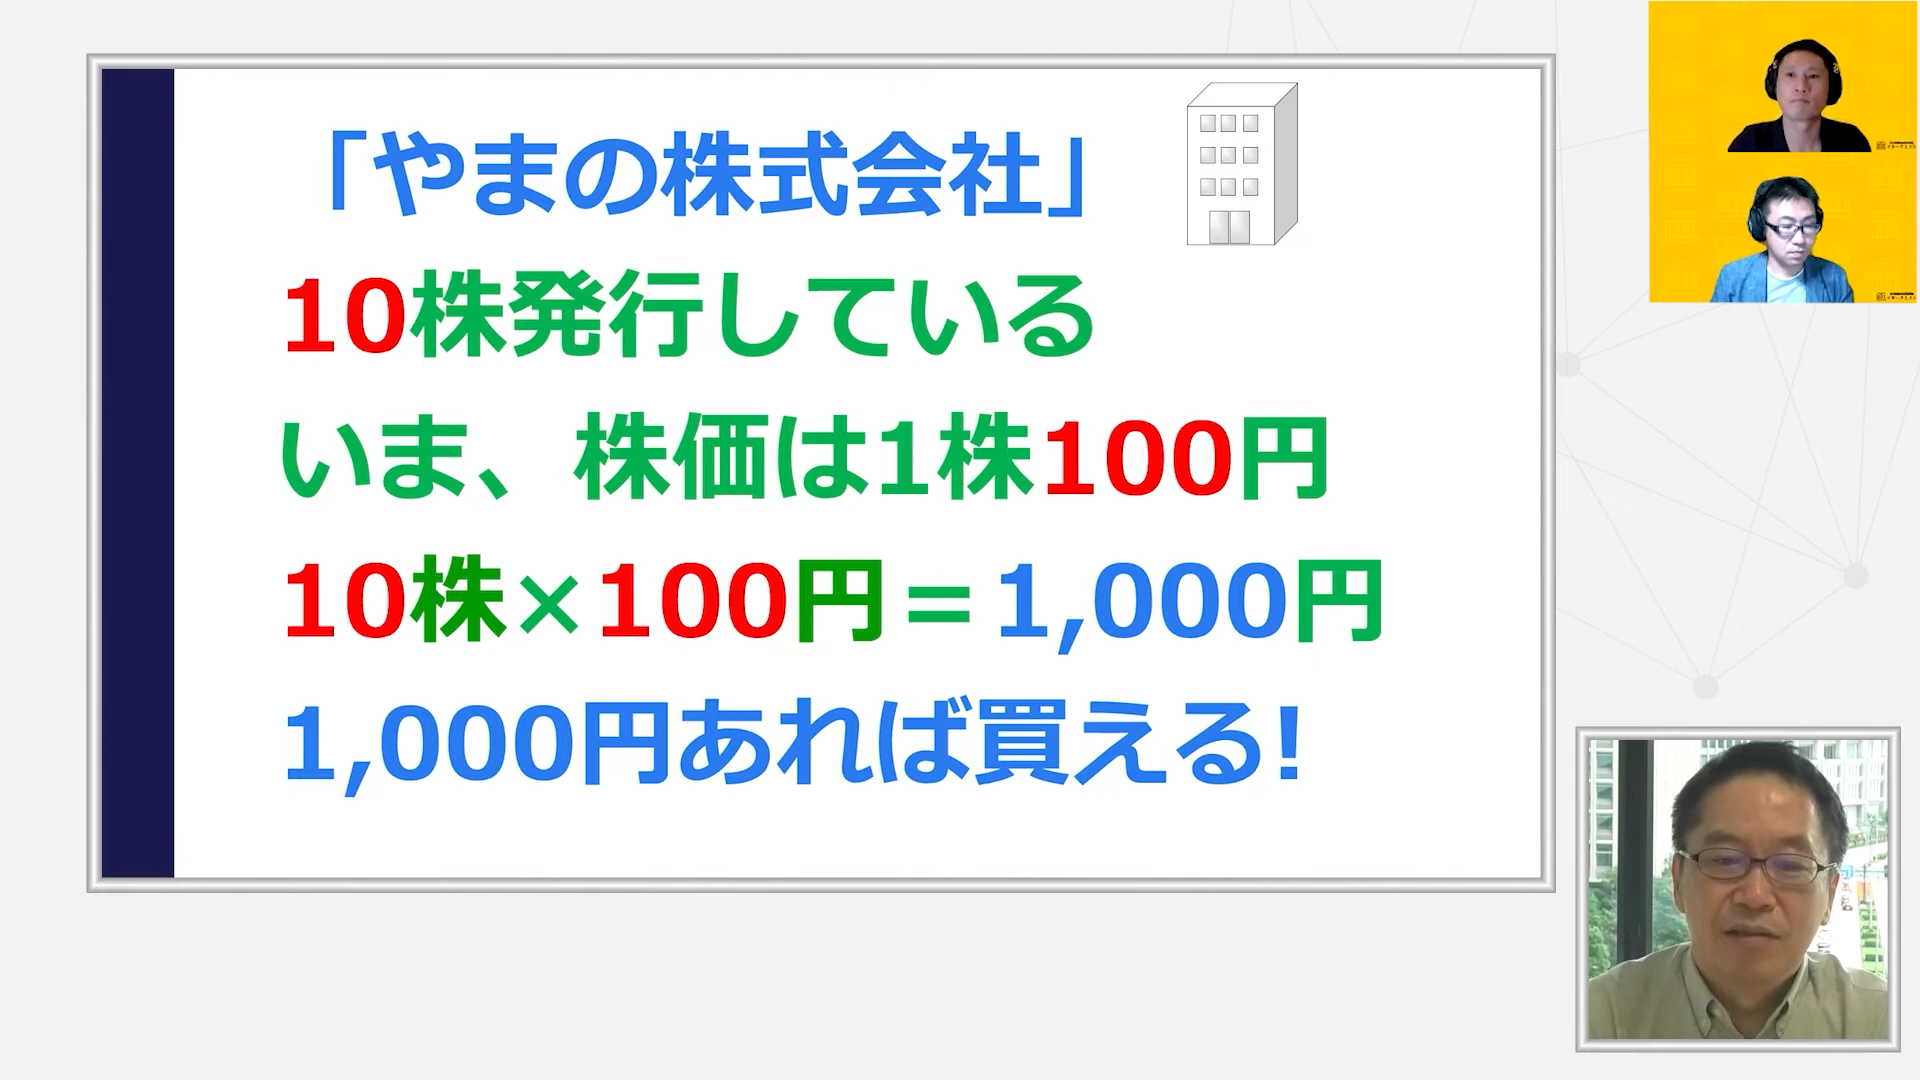 「やまの株式会社」
10株発行している
いま、株価は1株100円
10株×100円＝1,000円
1,000円あれば買える!